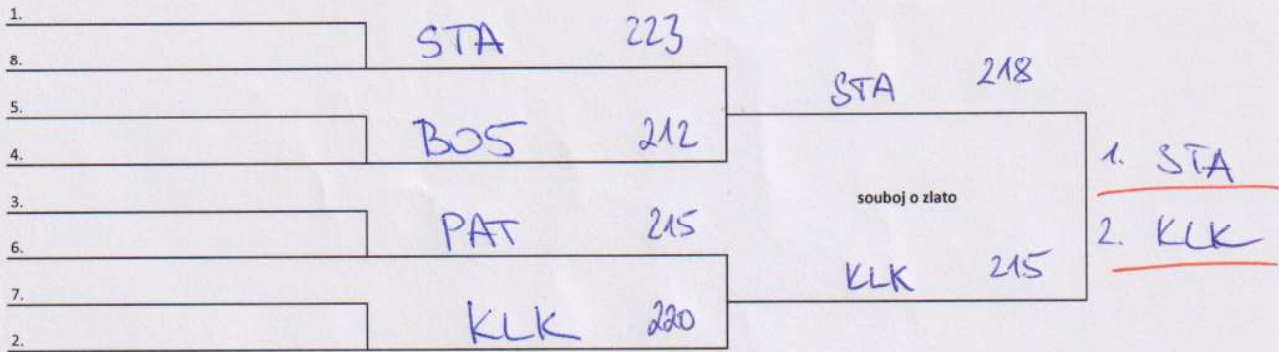 1.
STA 223
8.
STA 218
5.
BO5 212
4.
1. STA
souboj o zlato
3.
PAT 215
2. KLK
6.
KLK 215
7.
KLK 220
2.